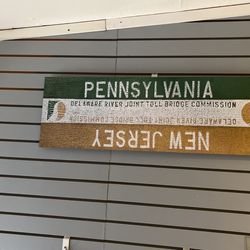 PENNSYLVANIA
DELAWARE RIVER JOINT TOLL BRIDGE COMMISSION
DELAWARE RIVER JOINT TOLL BRIDGE COMMISSION
NEW JERSEY